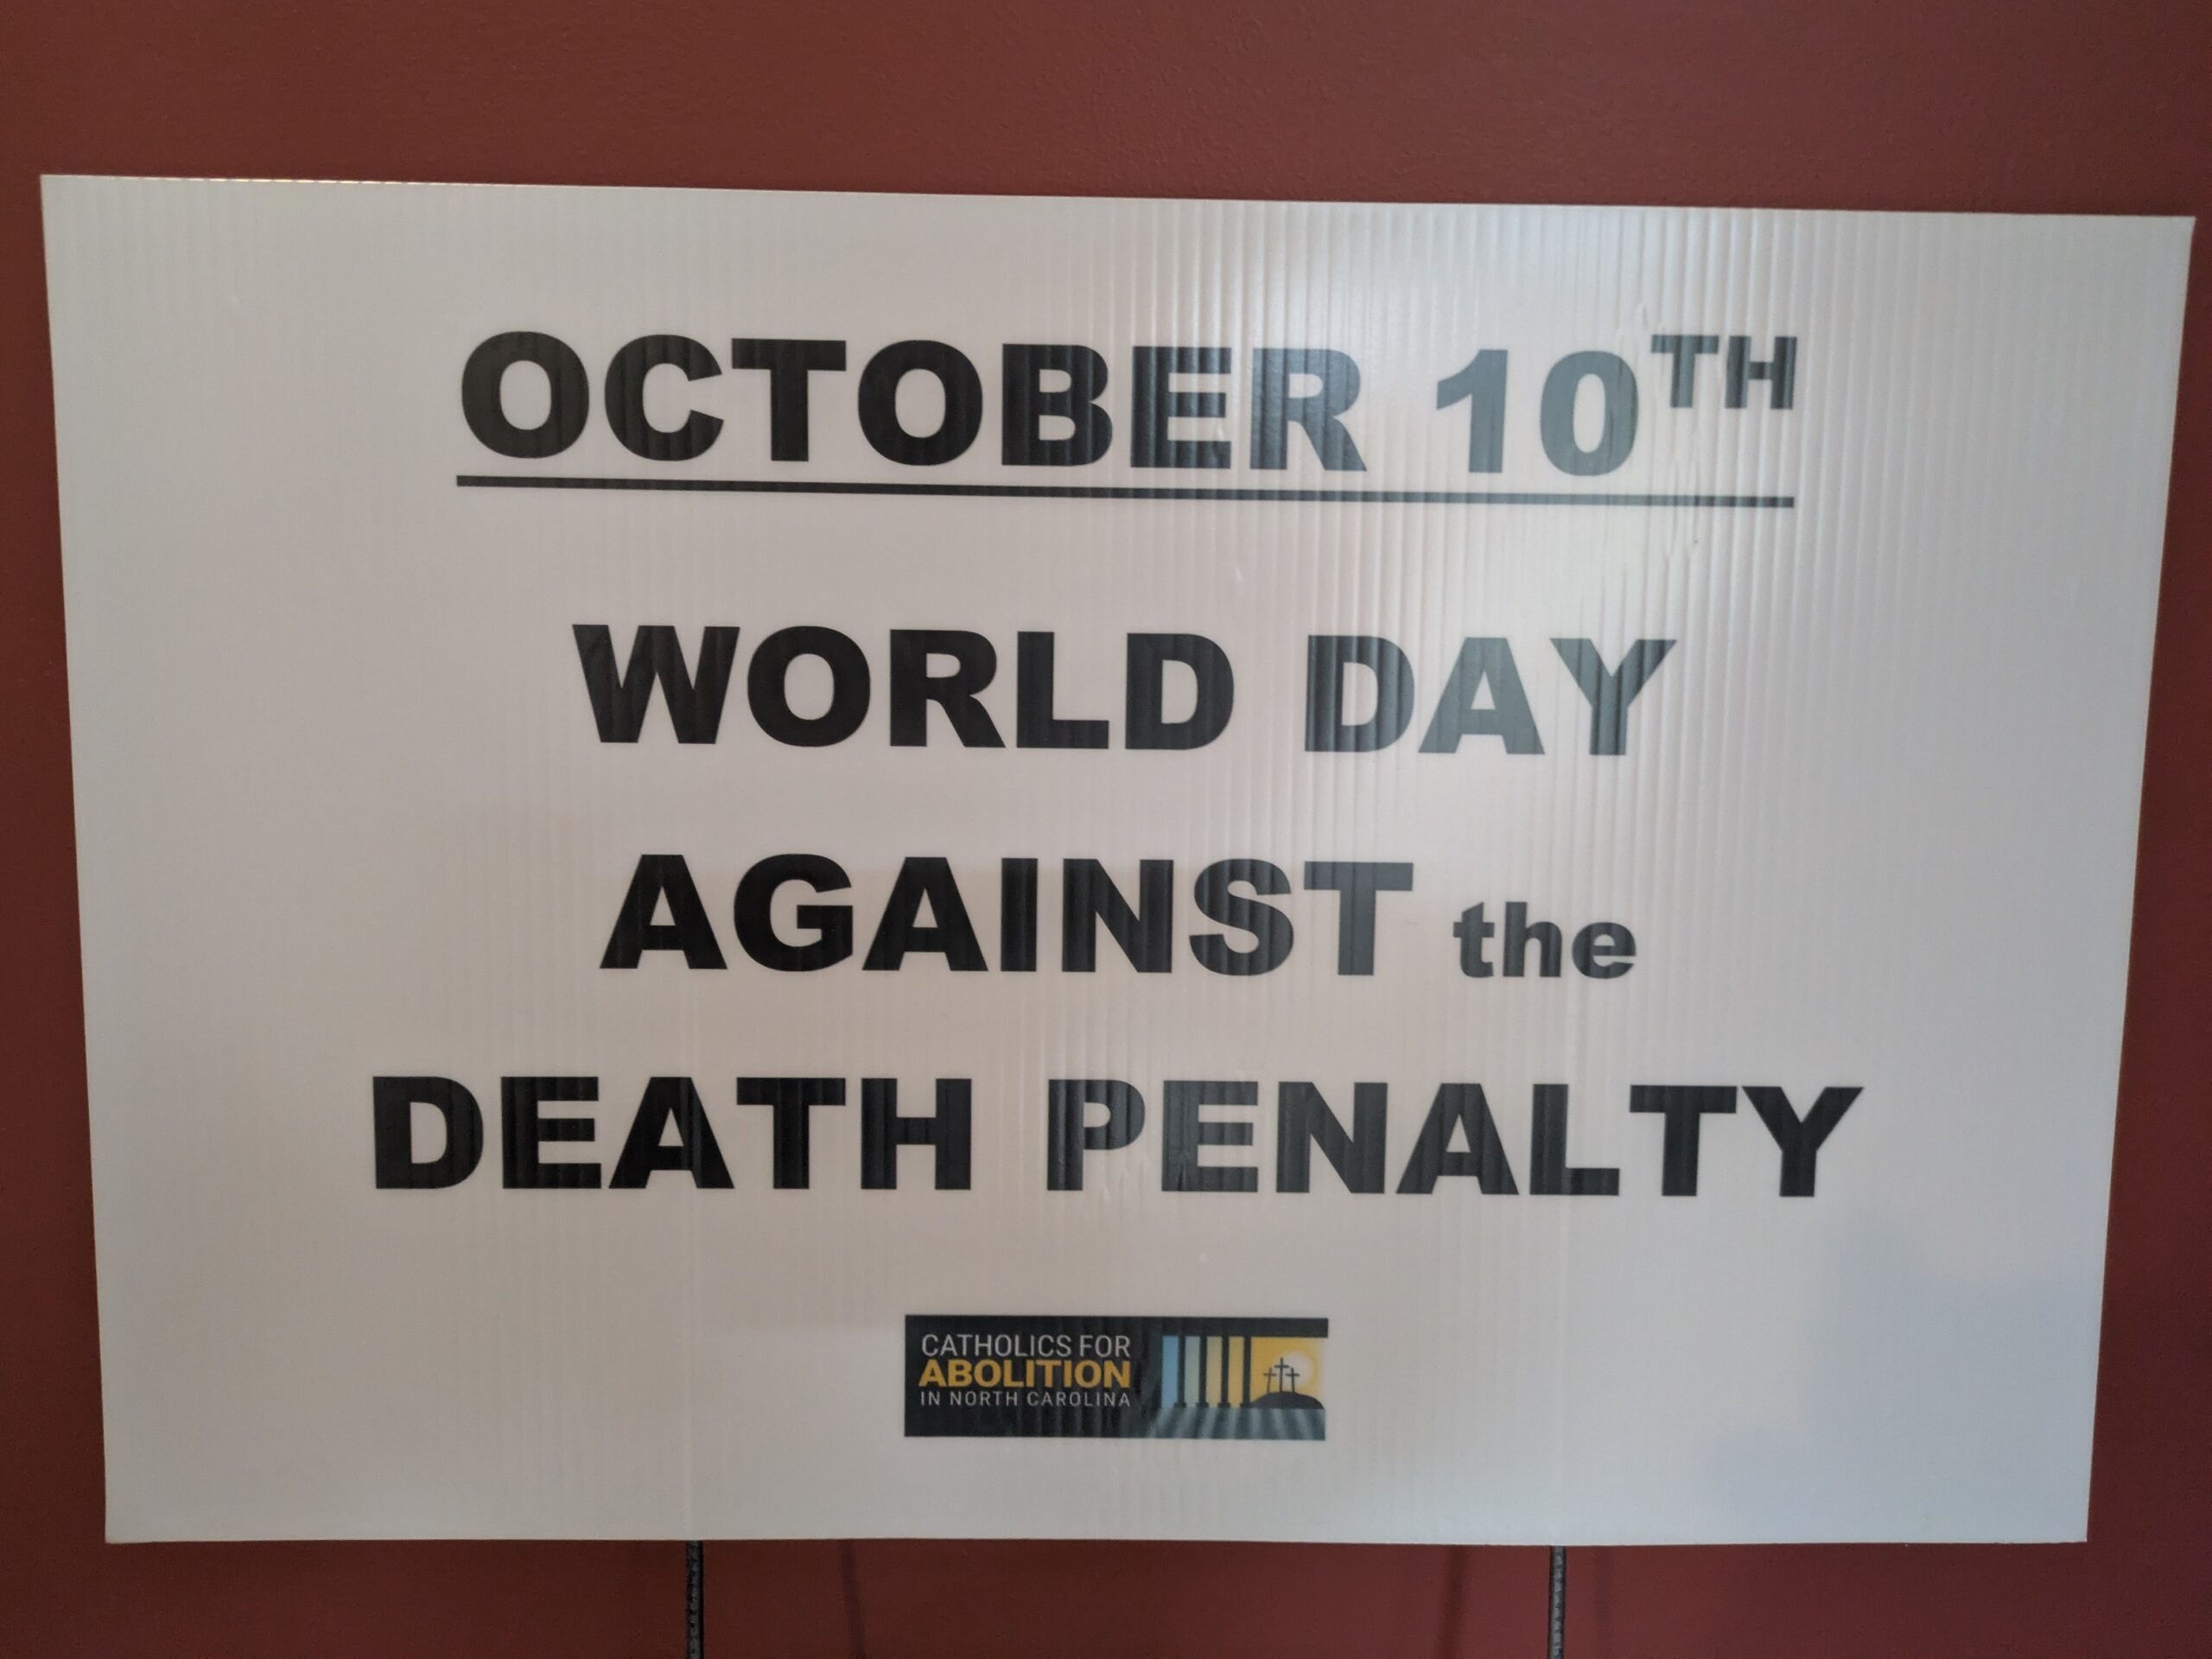 OCTOBER 10TH
WORLD DAY
AGAINST the
DEATH PENALTY
CATHOLICS FOR
ABOLITION
IN NORTH CAROLINA